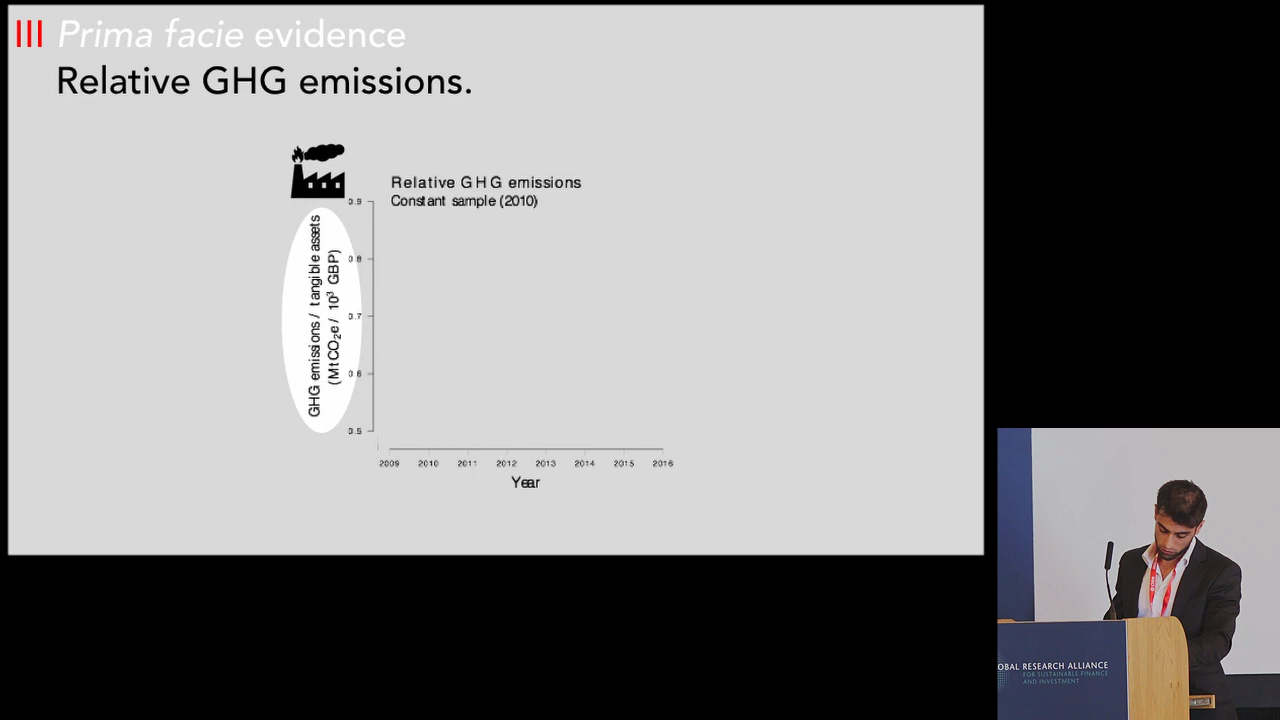 III Prima facie evidence
Relative GHG emissions.
Relative GHG emissions
Constant sample (2010)
GHG emissions / tangible assets
(MtCO₂e / 10³ GBP)
0.9
0.8
0.7
0.6
0.5
2009 2010 2011 2012 2013 2014 2015 2016
Year
OBAL RESEARCH ALLIANCE
FOR SUSTAINABLE FINANCE
AND INVESTMENT